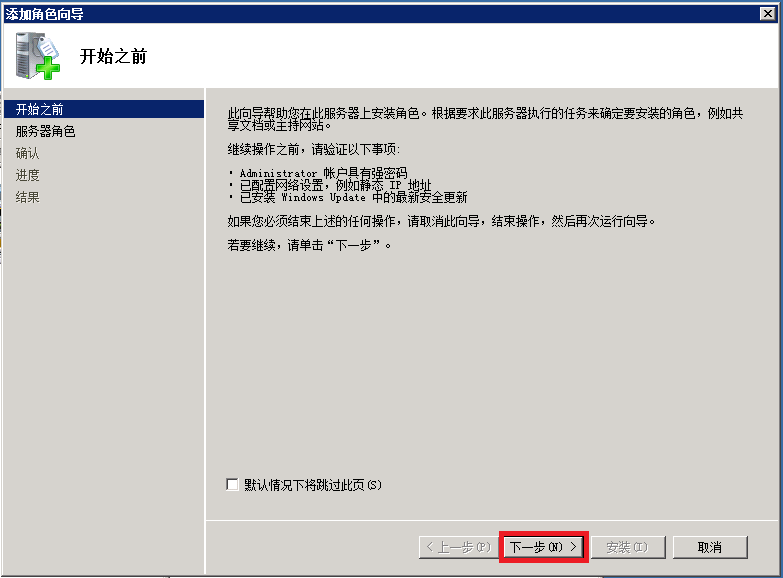 添加角色向导
开始之前
开始之前
服务器角色
确认
进度
结果
此向导帮助您在此服务器上安装角色。根据要求此服务器执行的任务来确定要安装的角色，例如共
享文档或主持网站。
继续操作之前，请验证以下事项:
· Administrator 帐户具有强密码
· 已配置网络设置，例如静态 IP 地址
· 已安装 Windows Update 中的最新安全更新
如果您必须结束上述的任何操作，请取消此向导，结束操作，然后再次运行向导。
若要继续，请单击“下一步”。
默认情况下将跳过此页(S)
< 上一步(P)
下一步(N) >
安装(I)
取消